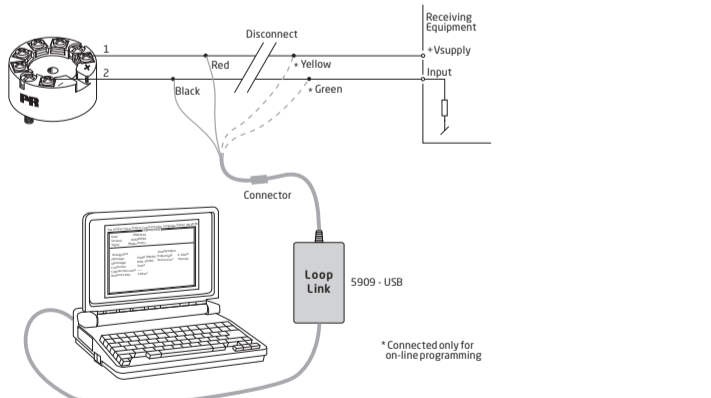 Receiving
Equipment
Disconnect
1
+Vsupply
Red
* Yellow
2
Input
Black
* Green
PR
Connector
Loop
Link
5909 - USB
* Connected only for
on-line programming